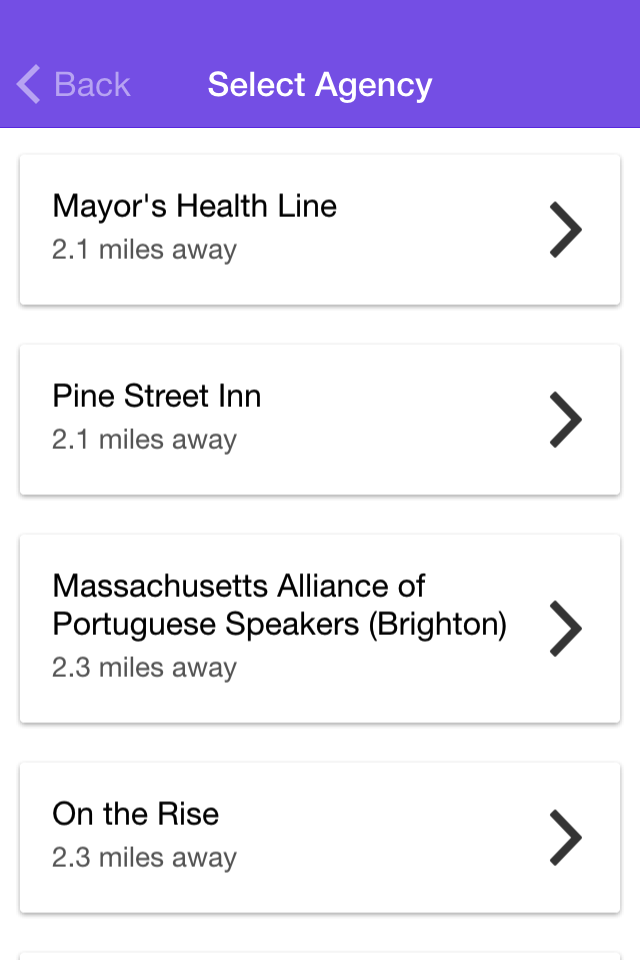 Back
Select Agency
Mayor's Health Line
2.1 miles away
Pine Street Inn
2.1 miles away
Massachusetts Alliance of
Portuguese Speakers (Brighton)
2.3 miles away
On the Rise
2.3 miles away